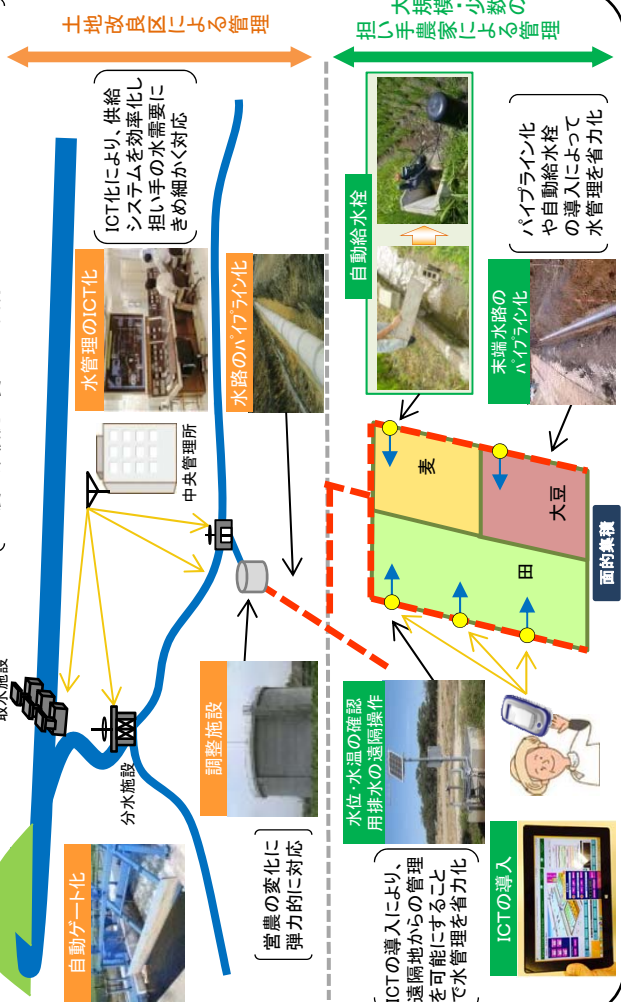 土地改良区による管理
大規模・少数の
担い手農家による管理
取水施設
自動ゲート化
分水施設
中央管理所
水管理のICT化
ICT化により、供給
システムを効率化し
担い手の水需要に
きめ細かく対応
調整施設
営農の変化に
弾力的に対応
水路のパイプライン化
水位・水温の確認
用排水の遠隔操作
ICTの導入により、
遠隔地からの管理
を可能にすること
で水管理を省力化
ICTの導入
田
麦
大豆
面的集積
自動給水栓
末端水路の
パイプライン化
パイプライン化
や自動給水栓
の導入によって
水管理を省力化